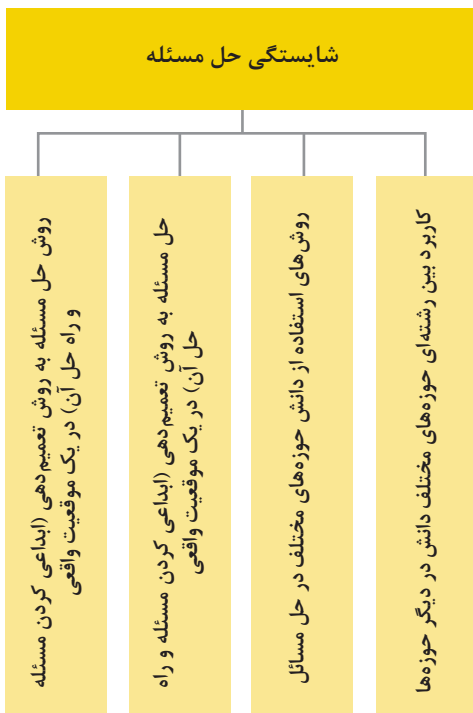 شایستگی حل مسئله
کاربرد بین رشته‌ای حوزه‌های مختلف دانش در دیگر حوزه‌ها
روش‌های استفاده از دانش حوزه‌های مختلف در حل مسائل
حل مسئله به روش تعمیم‌دهی (ابداعی کردن مسئله و راه
حل آن) در یک موقعیت واقعی
روش حل مسئله به روش تعمیم‌دهی (ابداعی کردن مسئله
و راه حل آن) در یک موقعیت واقعی